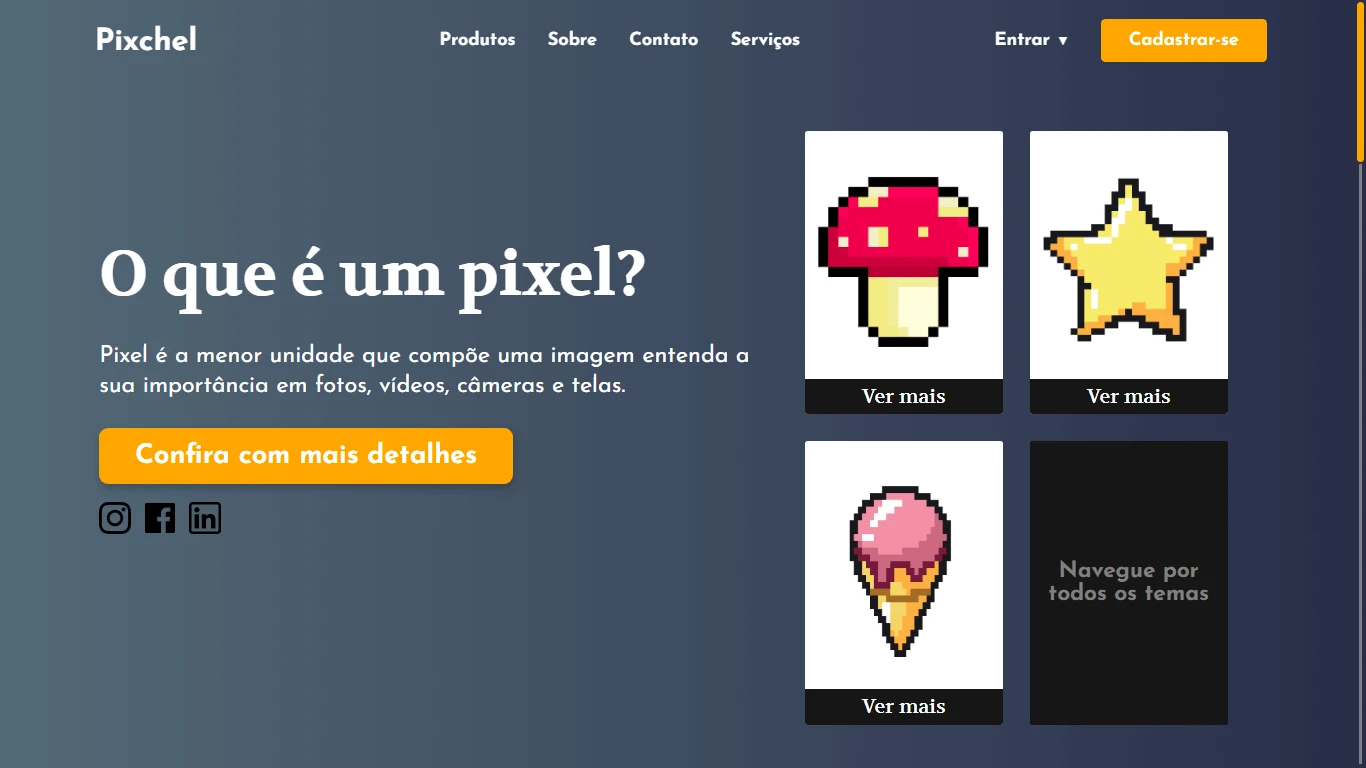 Pixchel
Produtos
Sobre
Contato
Serviços
Entrar ▼
Cadastrar-se
O que é um pixel?
Pixel é a menor unidade que compõe uma imagem entenda a
sua importância em fotos, vídeos, câmeras e telas.
Confira com mais detalhes
Ver mais
Ver mais
Ver mais
Navegue por
todos os temas